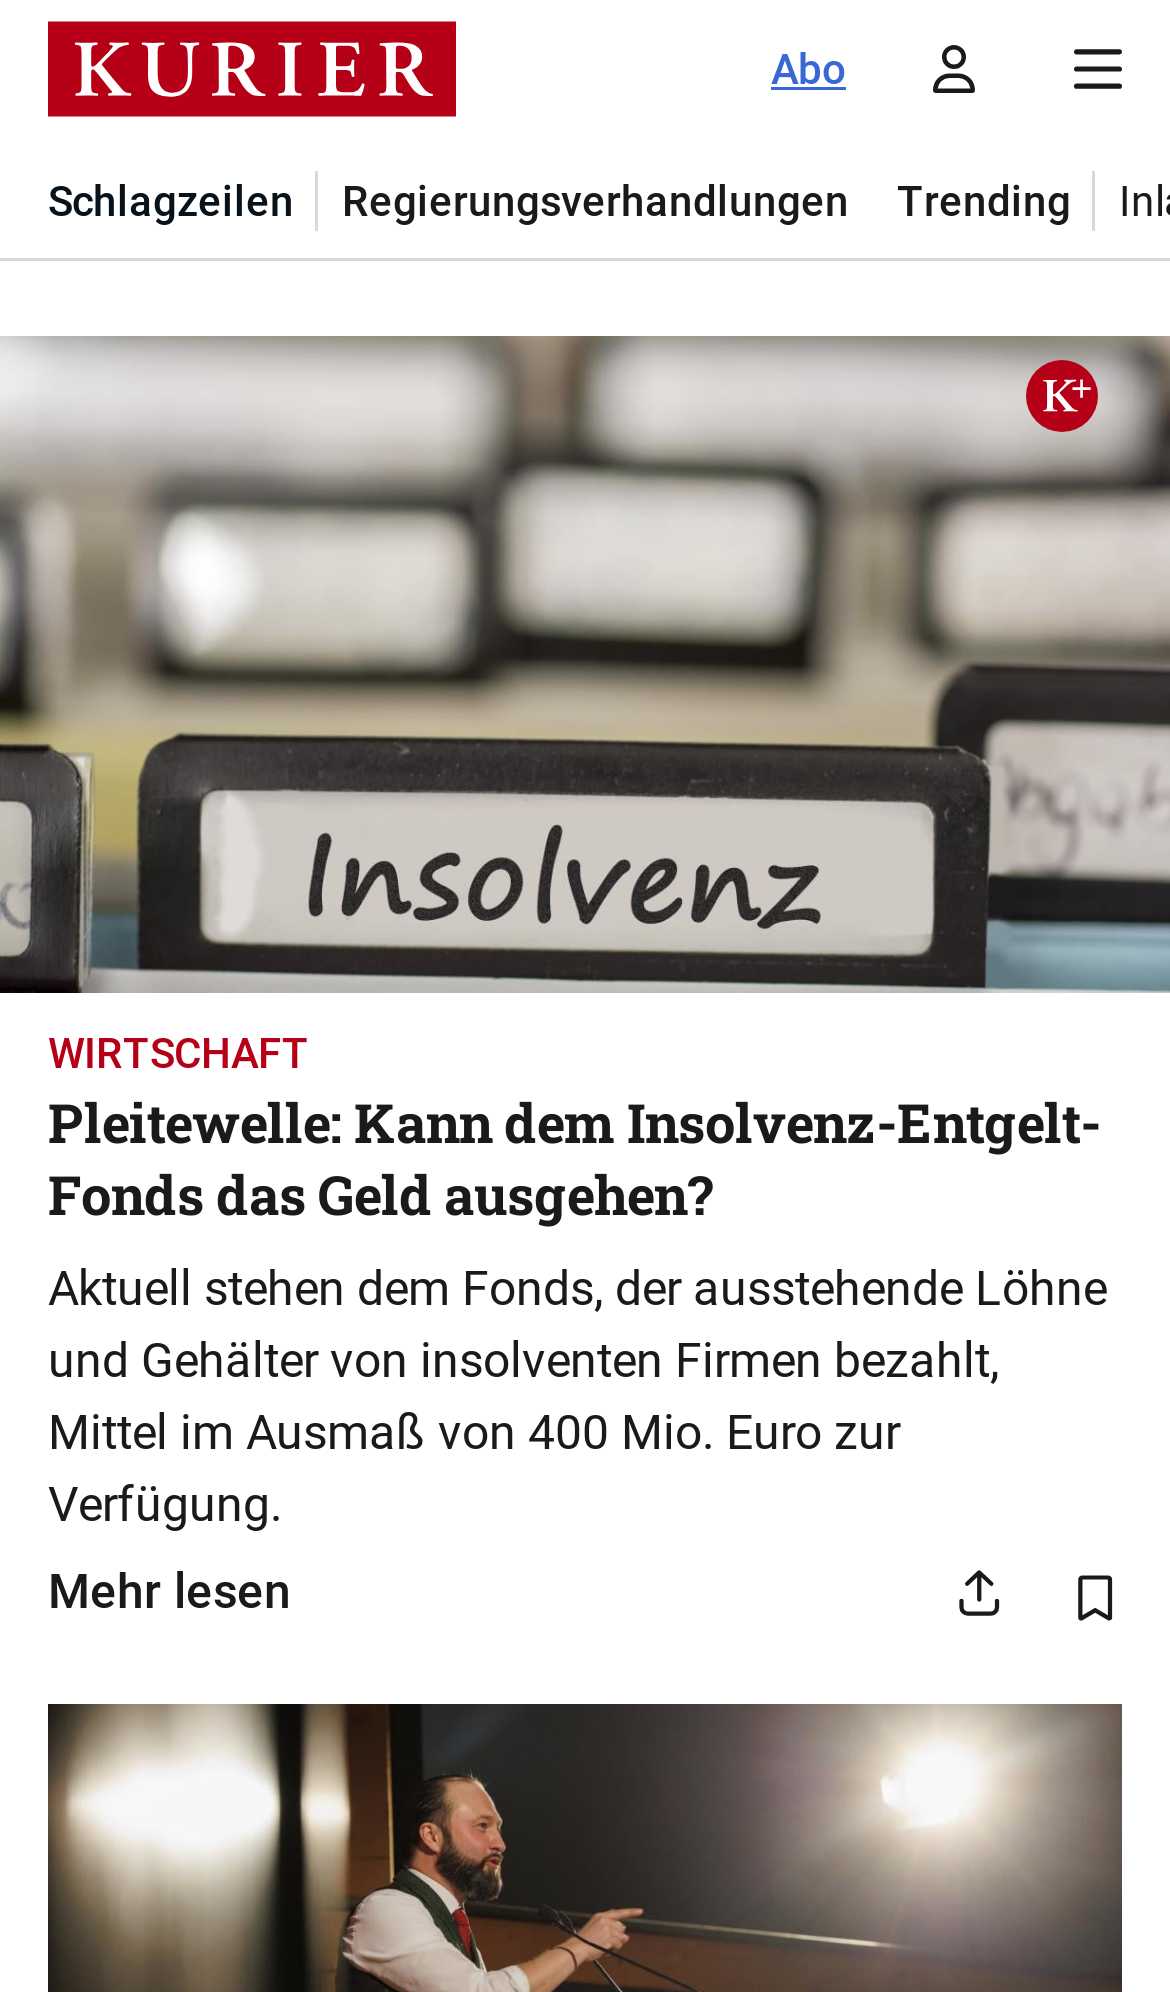 KURIER
Abo
Schlagzeilen
Regierungsverhandlungen
Trending
K+
Insolvenz
WIRTSCHAFT
Pleitewelle: Kann dem Insolvenz-Entgelt-
Fonds das Geld ausgehen?
Aktuell stehen dem Fonds, der ausstehende Löhne
und Gehälter von insolventen Firmen bezahlt,
Mittel im Ausmaß von 400 Mio. Euro zur
Verfügung.
Mehr lesen